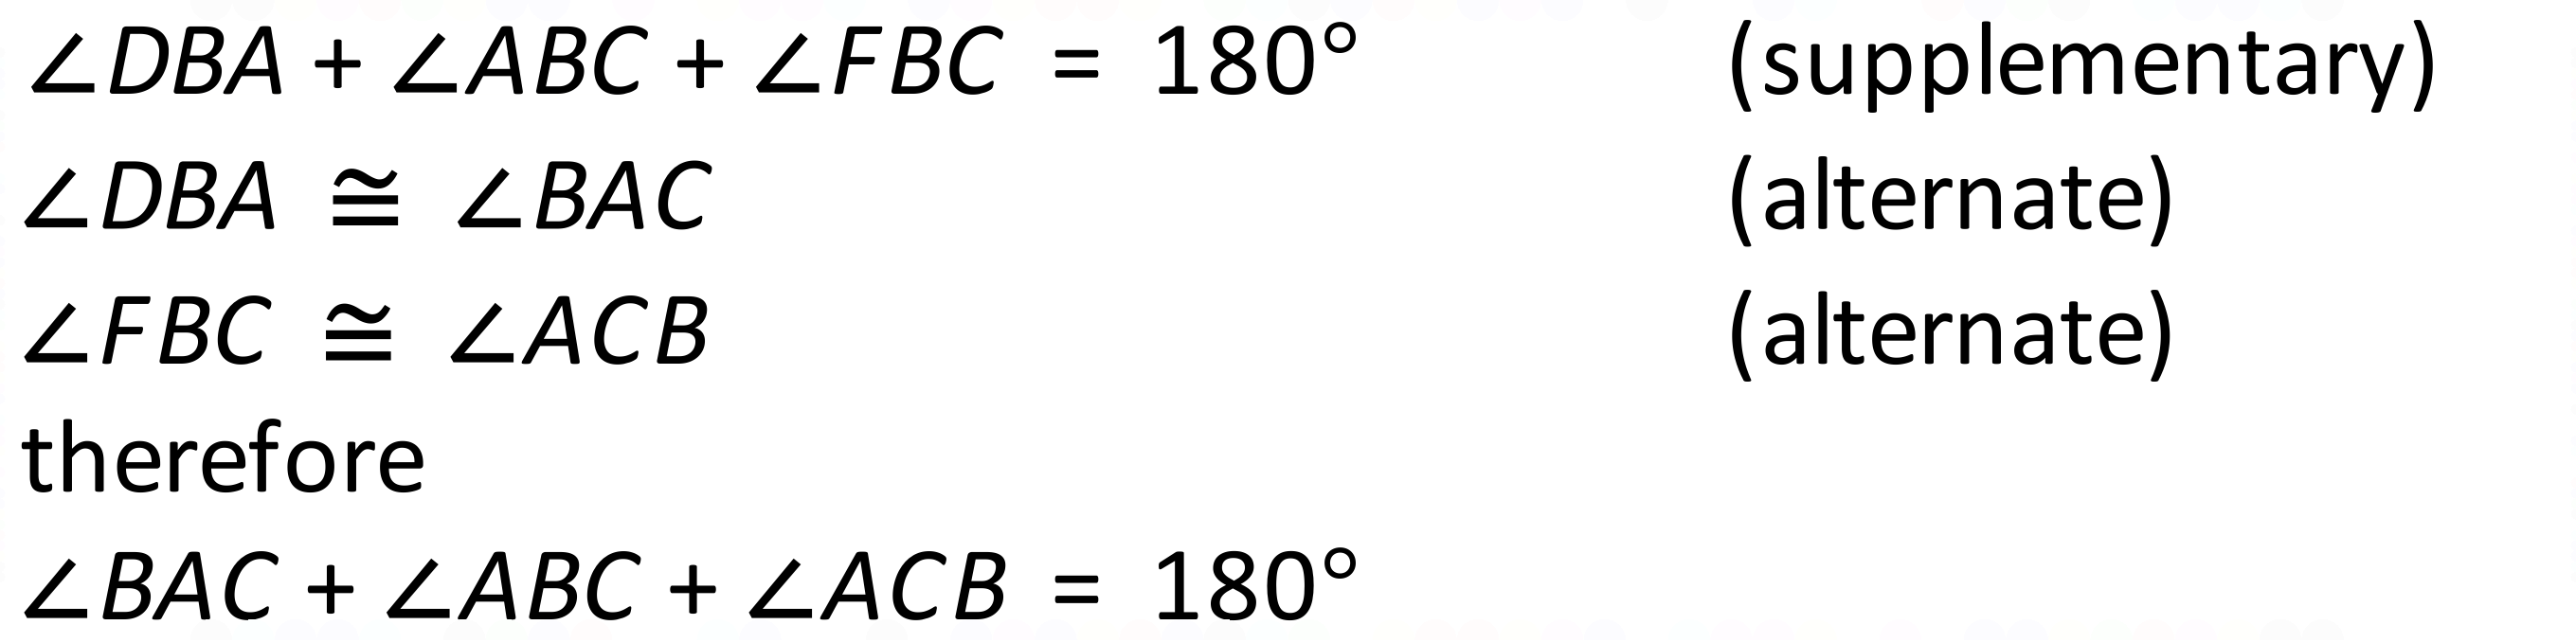 ∠DBA + ∠ABC + ∠FBC = 180° (supplementary)
∠DBA ≅ ∠BAC (alternate)
∠FBC ≅ ∠ACB (alternate)
therefore
∠BAC + ∠ABC + ∠ACB = 180°